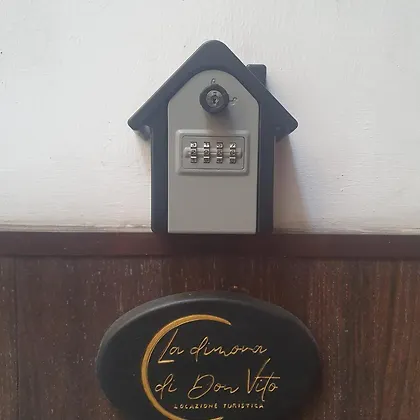 La dimora
di Don Vito
LOCAZIONE TURISTICA